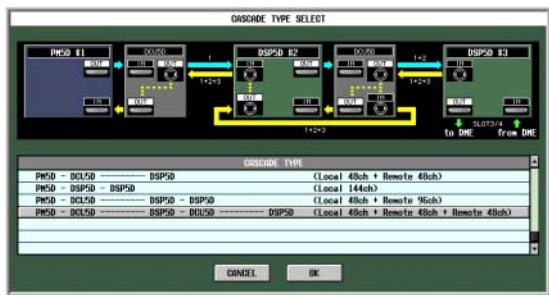 CASCADE TYPE SELECT
PM5D #1 DCU5D DSP5D #2 DCU5D DSP5D #3
OUT IN OUT 1 IN OUT IN OUT 1+2 IN
1+2+3 1+2+3
IN OUT OUT IN OUT IN OUT IN
1+2+3
SLOT3/4
to DME from DME
CASCADE TYPE
PM5D - DCU5D --------- DSP5D (Local 48ch + Remote 48ch)
PM5D - DSP5D - DSP5D (Local 144ch)
PM5D - DCU5D --------- DSP5D - DSP5D (Local 48ch + Remote 96ch)
PM5D - DCU5D --------- DSP5D - DCU5D --------- DSP5D (Local 48ch + Remote 48ch + Remote 48ch)
CANCEL OK